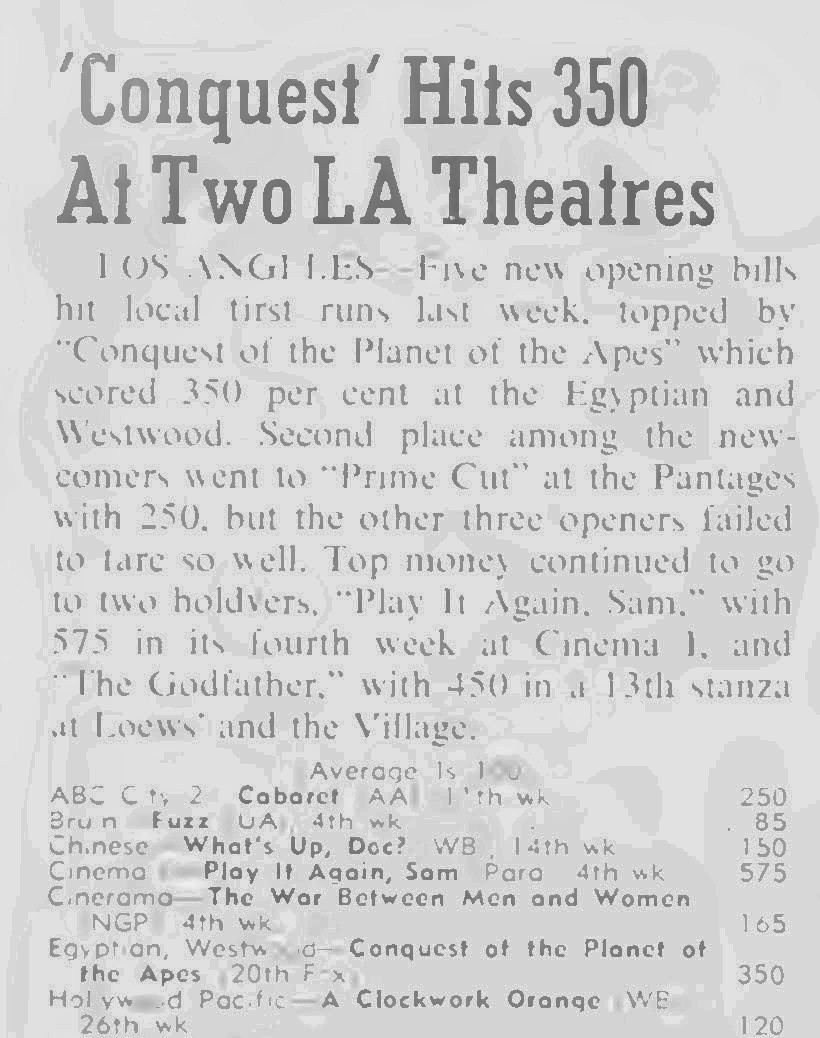 'Conquest' Hits 350
At Two LA Theatres
LOS ANGELES—Five new opening bills
hit local first runs last week, topped by
"Conquest of the Planet of the Apes" which
scored 350 per cent at the Egyptian and
Westwood. Second place among the new-
comers went to "Prime Cut" at the Pantages
with 250, but the other three openers failed
to fare so well. Top money continued to go
to two holdvers, "Play It Again, Sam," with
575 in its fourth week at Cinema I, and
"The Godfather," with 450 in a 13th stanza
at Loews' and the Village.
Average Is 100
ABC City 2 Cabaret (AA), 17th wk 250
Bruin Fuzz (UA), 4th wk. 85
Chinese—What's Up, Doc? (WB), 14th wk 150
Cinema I—Play It Again, Sam (Para) 4th wk 575
Cinerama—The War Between Men and Women
(NGP) 4th wk 165
Egyptian, Westwood—Conquest of the Planet of
the Apes (20th-Fox) 350
Hollywood Pacific—A Clockwork Orange (WB)
26th wk 120